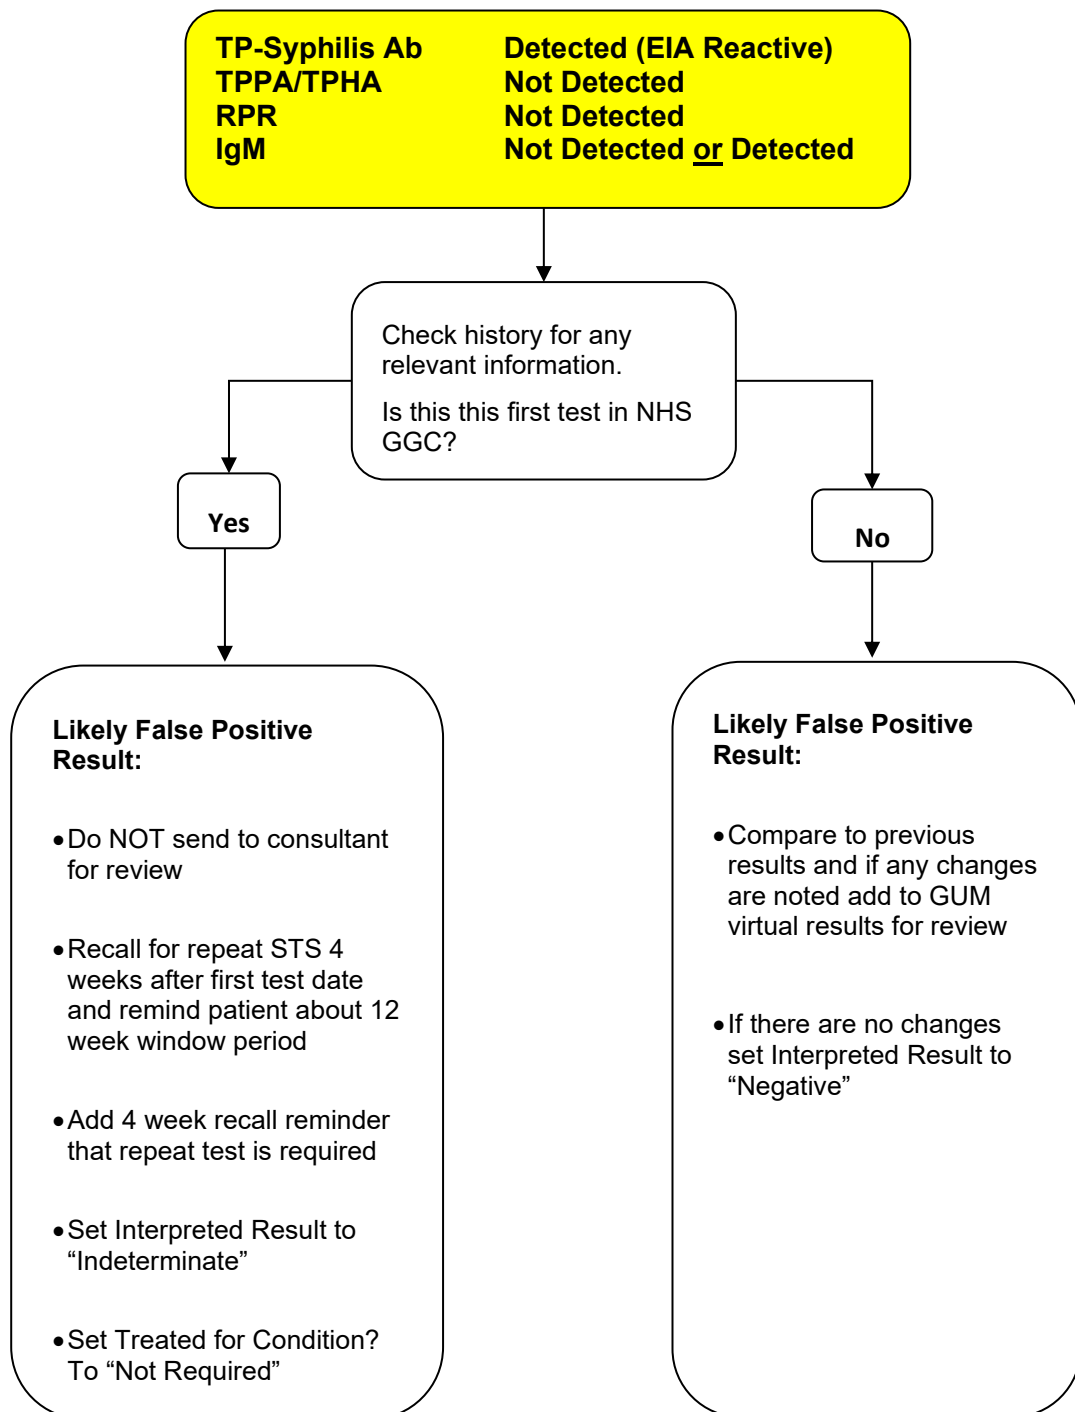 TP-Syphilis Ab Detected (EIA Reactive)
TPPA/TPHA Not Detected
RPR Not Detected
IgM Not Detected or Detected
Check history for any
relevant information.
Is this this first test in NHS
GGC?
Yes
No
Likely False Positive
Result:
•Do NOT send to consultant
for review
•Recall for repeat STS 4
weeks after first test date
and remind patient about 12
week window period
•Add 4 week recall reminder
that repeat test is required
•Set Interpreted Result to
“Indeterminate”
•Set Treated for Condition?
To “Not Required”
Likely False Positive
Result:
•Compare to previous
results and if any changes
are noted add to GUM
virtual results for review
•If there are no changes
set Interpreted Result to
“Negative”